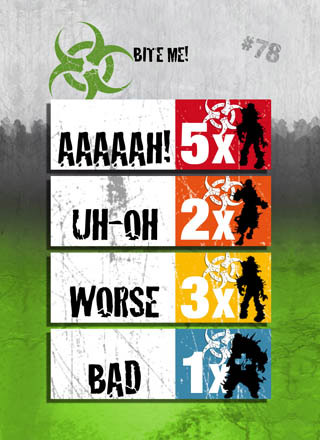 BITE ME!
#78
AAAAAH! 5x
UH-OH 2x
WORSE 3x
BAD 1x